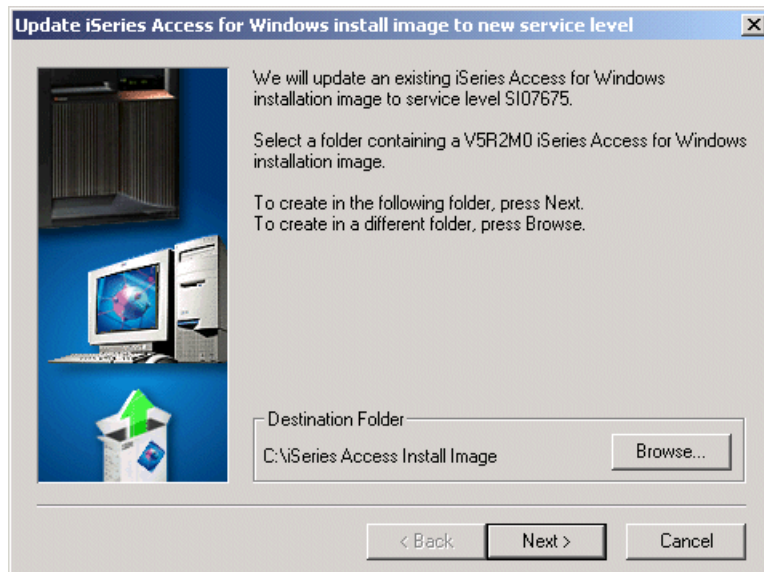 Update iSeries Access for Windows install image to new service level
We will update an existing iSeries Access for Windows
installation image to service level SI07675.
Select a folder containing a V5R2M0 iSeries Access for Windows
installation image.
To create in the following folder, press Next.
To create in a different folder, press Browse.
Destination Folder
C:\iSeries Access Install Image
Browse...
< Back
Next >
Cancel